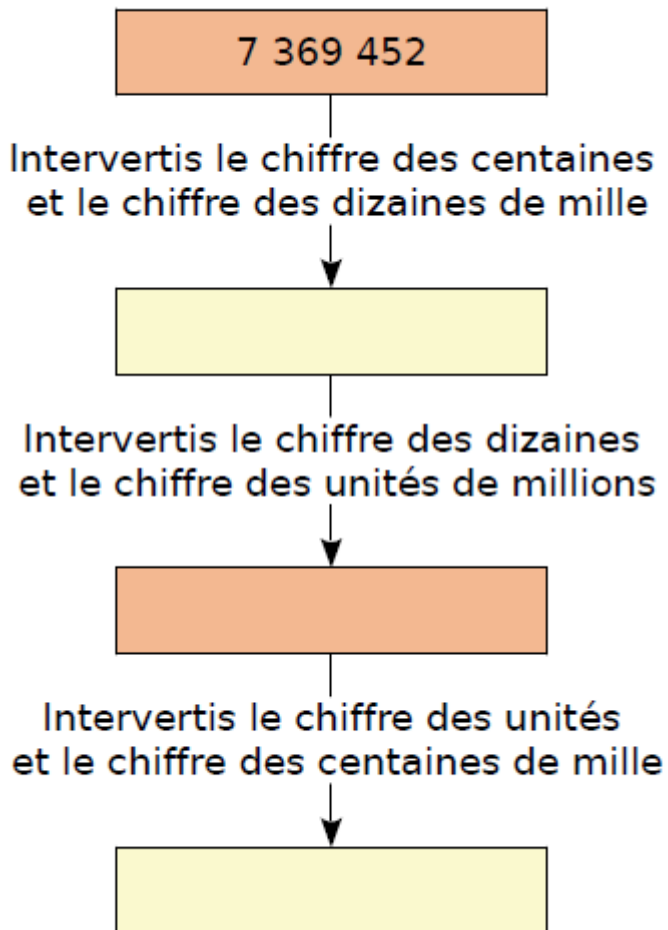 7 369 452
Intervertis le chiffre des centaines
et le chiffre des dizaines de mille
Intervertis le chiffre des dizaines
et le chiffre des unités de millions
Intervertis le chiffre des unités
et le chiffre des centaines de mille